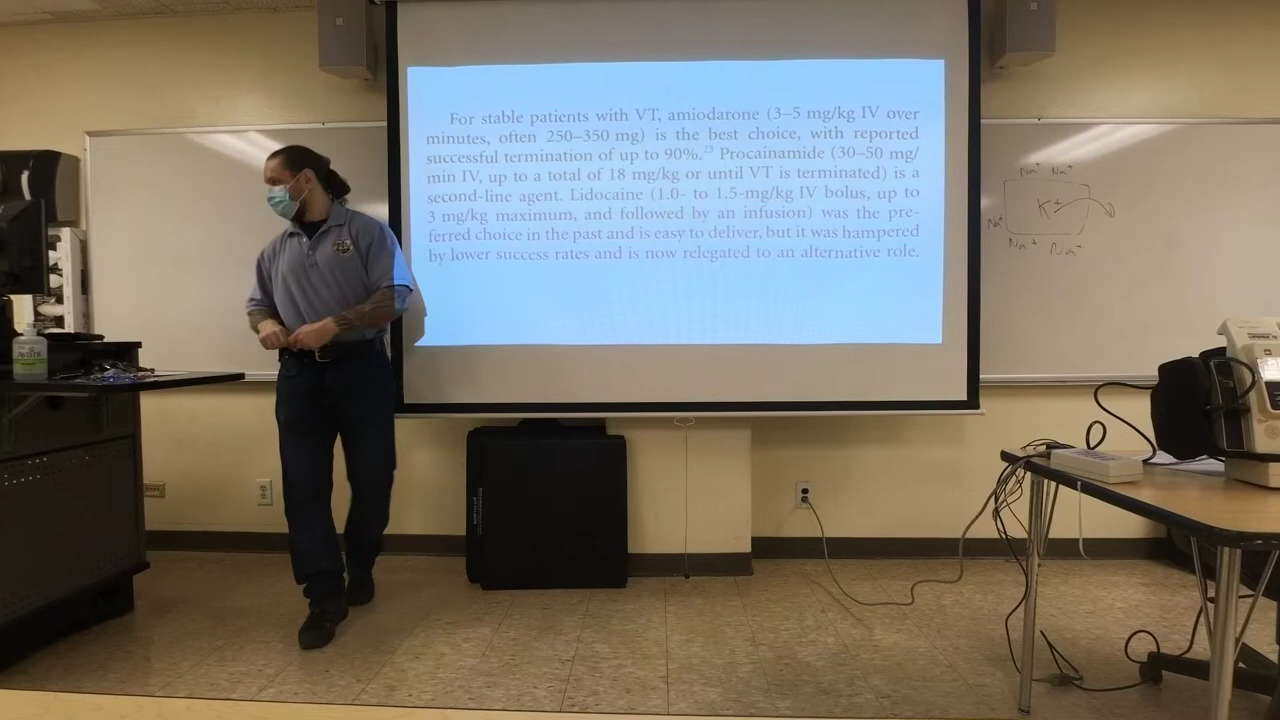 For stable patients with VT, amiodarone (3–5 mg/kg IV over
minutes, often 250–350 mg) is the best choice, with reported
successful termination of up to 90%.23 Procainamide (30–50 mg/
min IV, up to a total of 18 mg/kg or until VT is terminated) is a
second-line agent. Lidocaine (1.0- to 1.5-mg/kg IV bolus, up to
3 mg/kg maximum, and followed by an infusion) was the pre-
ferred choice in the past and is easy to deliver, but it was hampered
by lower success rates and is now relegated to an alternative role.
Na+ Na+
K+
Na+
Na+ Na+